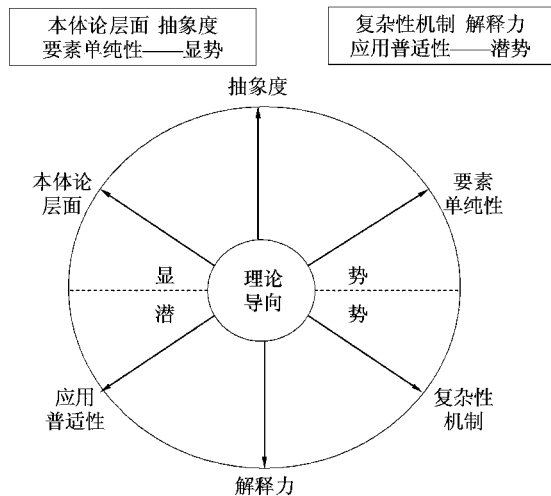 本体论层面 抽象度
要素单纯性——显势
复杂性机制 解释力
应用普适性——潜势
抽象度
本体论
层面
要素
单纯性
显
势
理论
导向
潜
势
应用
普适性
复杂性
机制
解释力